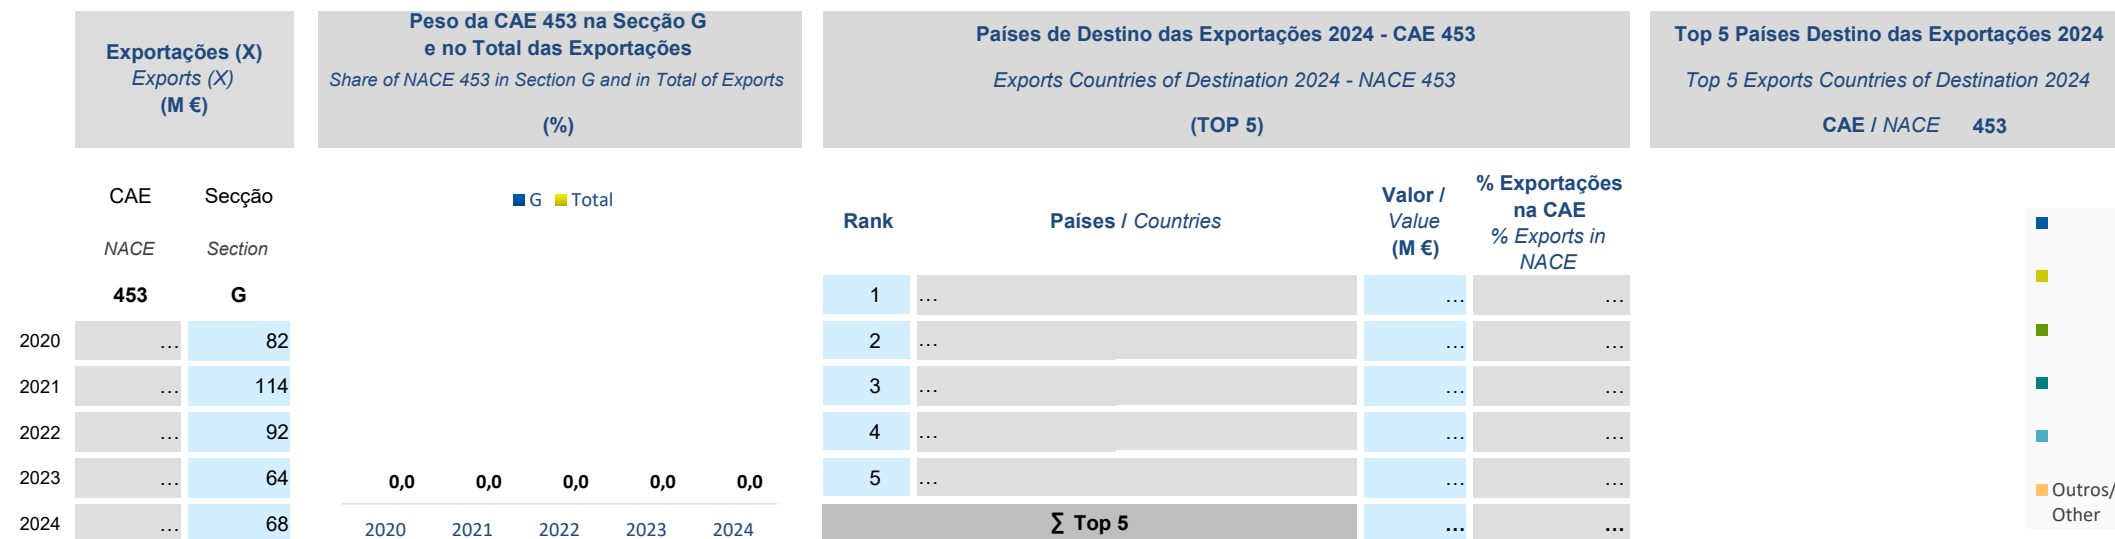 Exportações (X)
Exports (X)
(M €)
Peso da CAE 453 na Secção G
e no Total das Exportações
Share of NACE 453 in Section G and in Total of Exports
(%)
Países de Destino das Exportações 2024 - CAE 453
Exports Countries of Destination 2024 - NACE 453
(TOP 5)
Top 5 Países Destino das Exportações 2024
Top 5 Exports Countries of Destination 2024
CAE / NACE 453
CAE Secção
NACE Section
453 G
2020 … 82
2021 … 114
2022 … 92
2023 … 64
2024 … 68
G Total
0,0 0,0 0,0 0,0 0,0
2020 2021 2022 2023 2024
Rank
Países / Countries
Valor /
Value
(M €)
% Exportações
na CAE
% Exports in
NACE
1 … … …
2 … … …
3 … … …
4 … … …
5 … … …
∑ Top 5 … …
Outros/
Other